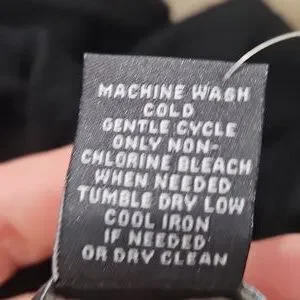 MACHINE WASH
COLD
GENTLE CYCLE
ONLY NON-
CHLORINE BLEACH
WHEN NEEDED
TUMBLE DRY LOW
COOL IRON
IF NEEDED
OR DRY CLEAN